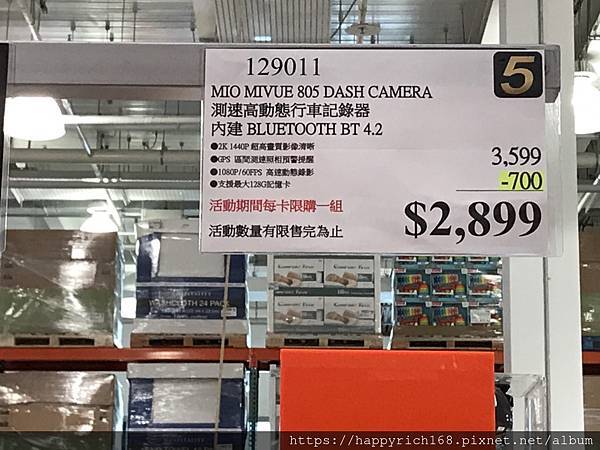 129011
5
MIO MIVUE 805 DASH CAMERA
測速高動態行車記錄器
內建 BLUETOOTH BT 4.2
●2K 1440P 超高畫質影像清晰
●GPS 區間測速照相預警提醒
●1080P/60FPS 高速動態錄影
●支援最大128G記憶卡
3,599
-700
$2,899
活動期間每卡限購一組
活動數量有限售完為止
WASHCLOTH 24 PACK
https://happyrich168.pixnet.net/album